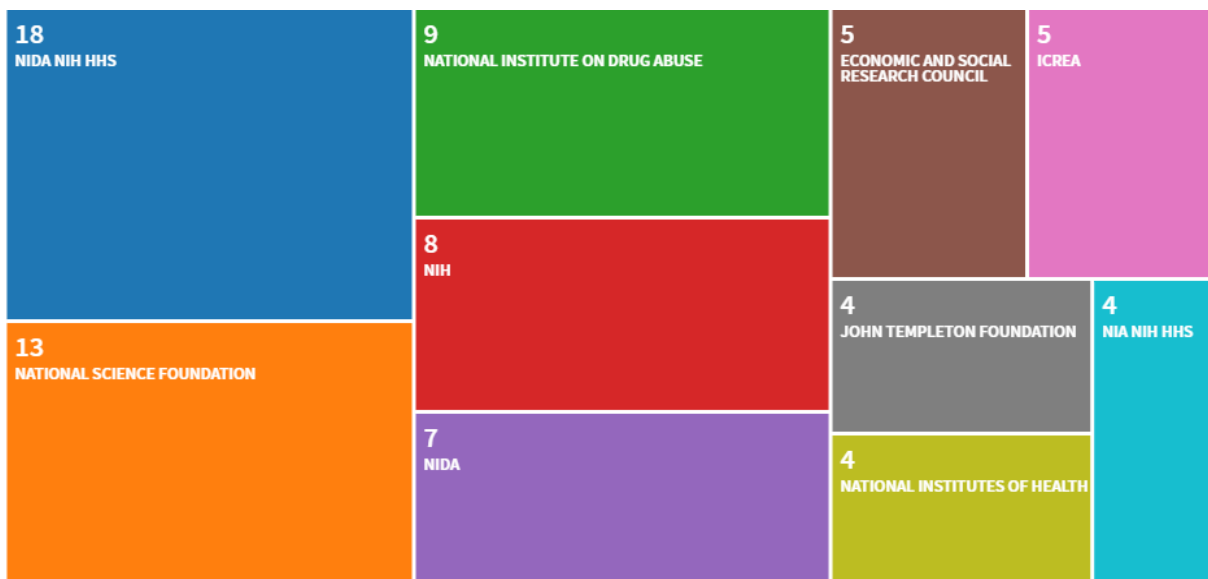 18
NIDA NIH HHS
13
NATIONAL SCIENCE FOUNDATION
9
NATIONAL INSTITUTE ON DRUG ABUSE
8
NIH
7
NIDA
5
ECONOMIC AND SOCIAL
RESEARCH COUNCIL
5
ICREA
4
JOHN TEMPLETON FOUNDATION
4
NATIONAL INSTITUTES OF HEALTH
4
NIA NIH HHS